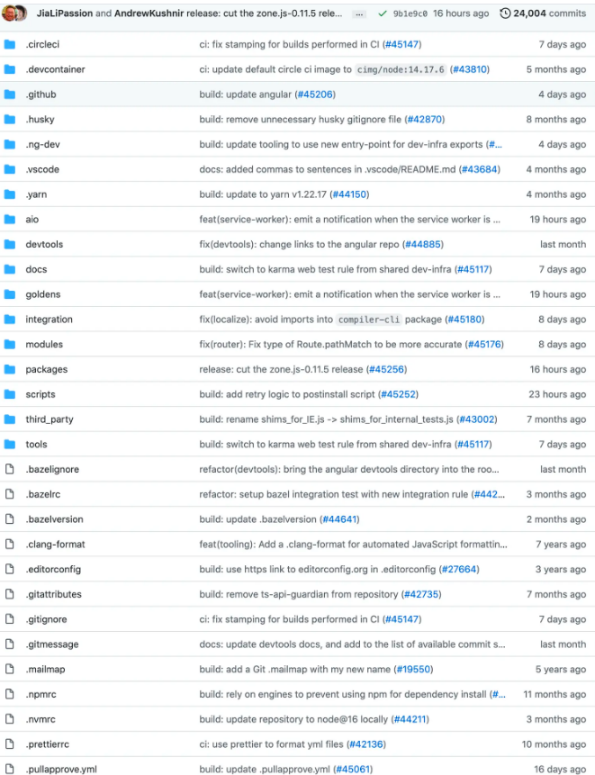 JiaLiPassion and AndrewKushnir release: cut the zone.js-0.11.5 rele... ... 9b1e9c0 16 hours ago 24,004 commits
.circleci ci: fix stamping for builds performed in CI (#45147) 7 days ago
.devcontainer ci: update default circle ci image to cimg/node:14.17.6 (#43810) 5 months ago
.github build: update angular (#45206) 4 days ago
.husky build: remove unnecessary husky gitignore file (#42870) 8 months ago
.ng-dev build: update tooling to use new entry-point for dev-infra exports (#... 4 days ago
.vscode docs: added commas to sentences in .vscode/README.md (#43684) 4 months ago
.yarn build: update to yarn v1.22.17 (#44150) 4 months ago
aio feat(service-worker): emit a notification when the service worker is ... 19 hours ago
devtools fix(devtools): change links to the angular repo (#44885) last month
docs build: switch to karma web test rule from shared dev-infra (#45117) 7 days ago
goldens feat(service-worker): emit a notification when the service worker is ... 19 hours ago
integration fix(localize): avoid imports into compiler-cli package (#45180) 8 days ago
modules fix(router): Fix type of Route.pathMatch to be more accurate (#45176) 8 days ago
packages release: cut the zone.js-0.11.5 release (#45256) 16 hours ago
scripts build: add retry logic to postinstall script (#45252) 23 hours ago
third_party build: rename shims_for_IE.js -> shims_for_internal_tests.js (#43002) 7 months ago
tools build: switch to karma web test rule from shared dev-infra (#45117) 7 days ago
.bazelignore refactor(devtools): bring the angular devtools directory into the roo... last month
.bazelrc refactor: setup bazel integration test with new integration rule (#442... 3 months ago
.bazelversion build: update .bazelversion (#44641) 2 months ago
.clang-format feat(tooling): Add a .clang-format for automated JavaScript formattin... 7 years ago
.editorconfig build: use https link to editorconfig.org in .editorconfig (#27664) 3 years ago
.gitattributes build: remove ts-api-guardian from repository (#42735) 7 months ago
.gitignore ci: fix stamping for builds performed in CI (#45147) 7 days ago
.gitmessage docs: update devtools docs, and add to the list of available commit s... last month
.mailmap build: add a Git .mailmap with my new name (#19550) 5 years ago
.npmrc build: rely on engines to prevent using npm for dependency install (#... 11 months ago
.nvmrc build: update repository to node@16 locally (#44211) 3 months ago
.prettierrc ci: use prettier to format yml files (#42136) 10 months ago
.pullapprove.yml build: update .pullapprove.yml (#45061) 16 days ago